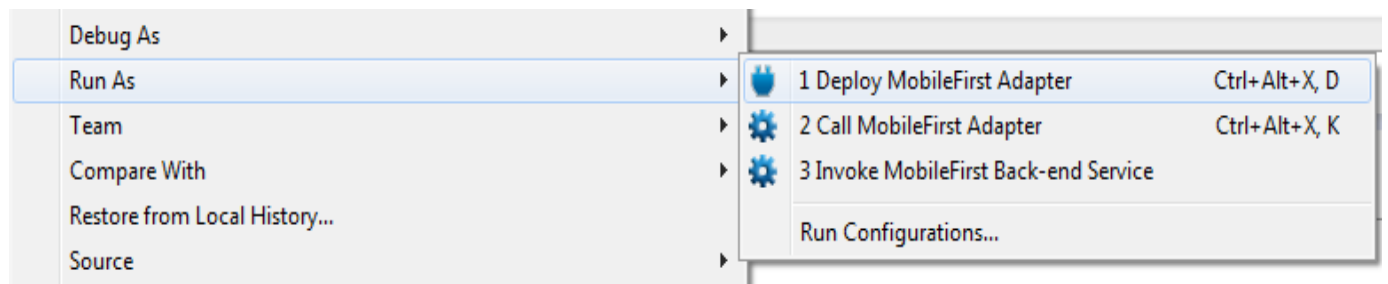 Debug As
Run As
Team
Compare With
Restore from Local History...
Source
1 Deploy MobileFirst Adapter Ctrl+Alt+X, D
2 Call MobileFirst Adapter Ctrl+Alt+X, K
3 Invoke MobileFirst Back-end Service
Run Configurations...